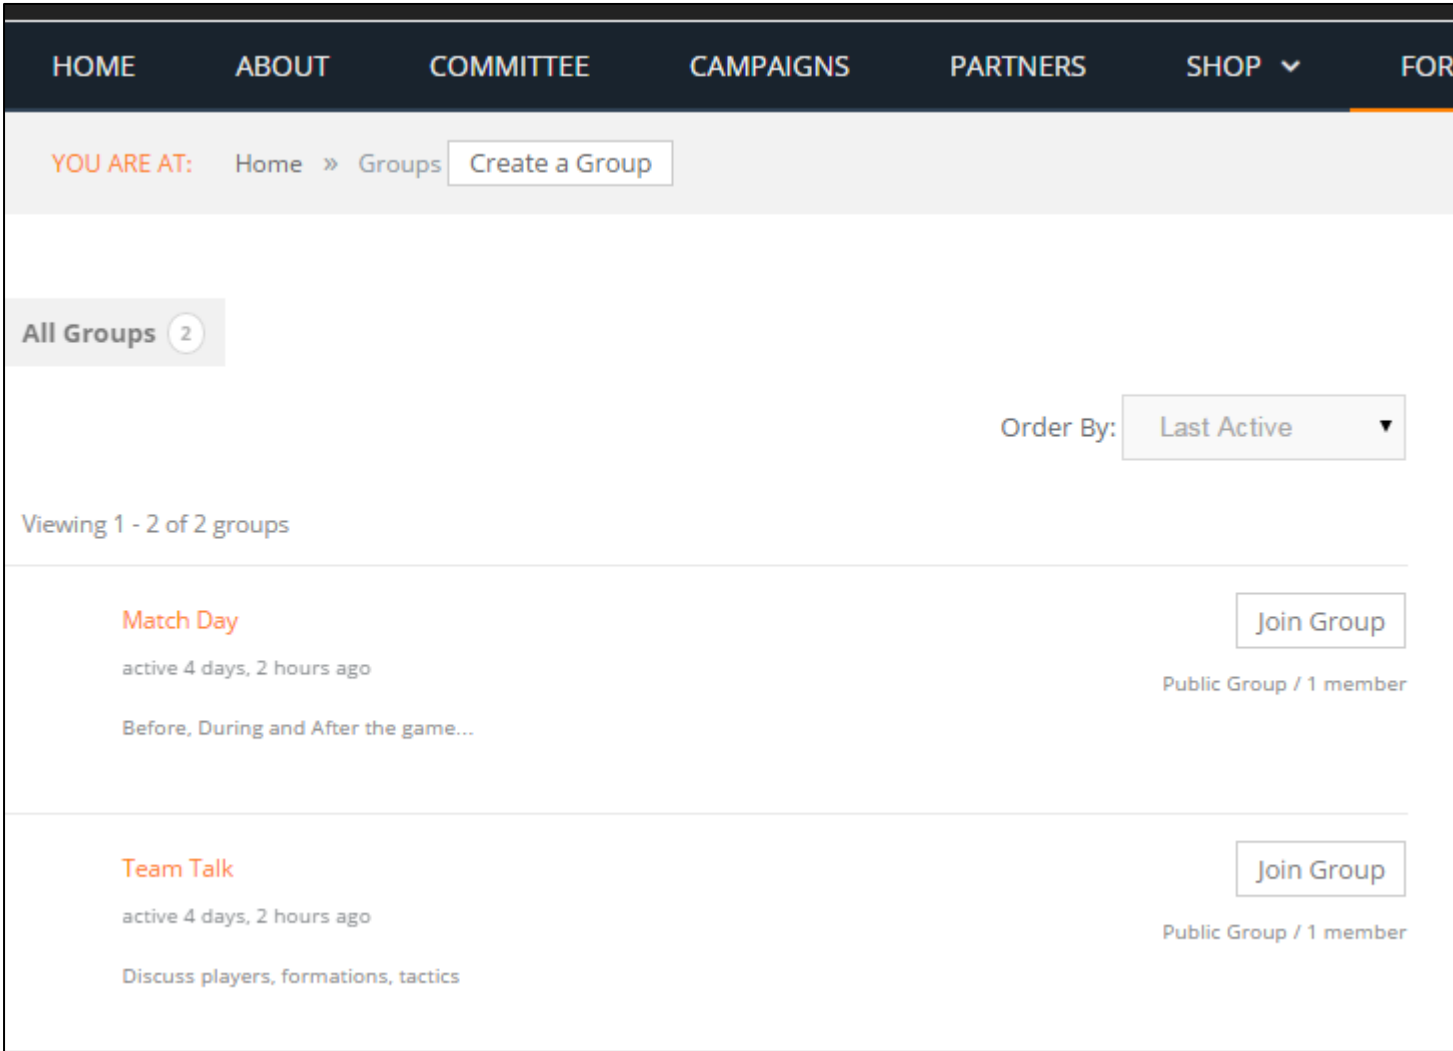 HOME ABOUT COMMITTEE CAMPAIGNS PARTNERS SHOP FOR
YOU ARE AT: Home » Groups Create a Group
All Groups 2
Order By: Last Active
Viewing 1 - 2 of 2 groups
Match Day Join Group
active 4 days, 2 hours ago Public Group / 1 member
Before, During and After the game...
Team Talk Join Group
active 4 days, 2 hours ago Public Group / 1 member
Discuss players, formations, tactics